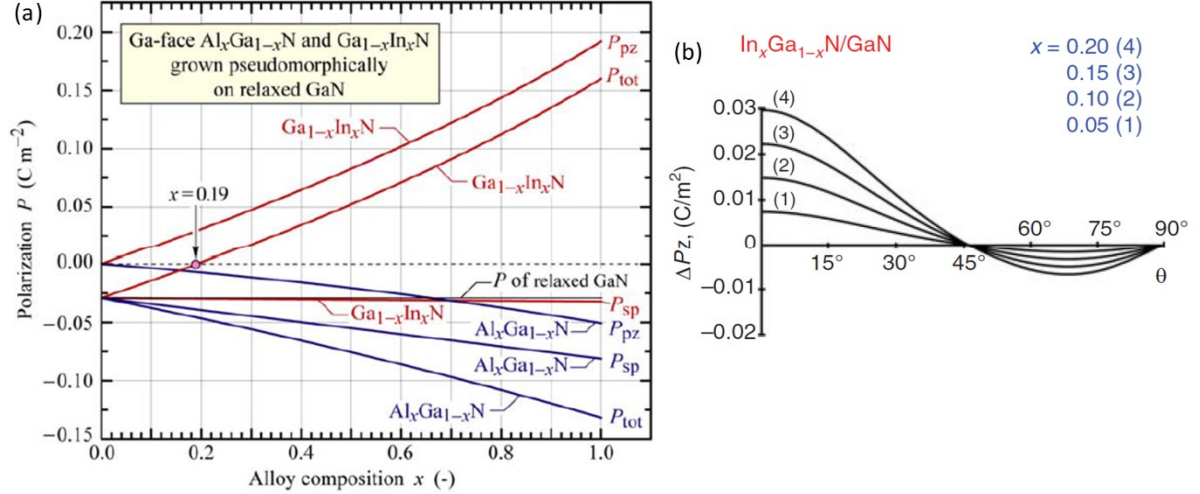 (a)
0.20
0.15
0.10
0.05
0.00
−0.05
−0.10
−0.15
Polarization P (C m⁻²)
Ga-face AlₓGa₁₋ₓN and Ga₁₋ₓInₓN
grown pseudomorphically
on relaxed GaN
P_pz
P_tot
Ga₁₋ₓInₓN
Ga₁₋ₓInₓN
x = 0.19
P of relaxed GaN
Ga₁₋ₓInₓN
P_sp
AlₓGa₁₋ₓN
P_pz
AlₓGa₁₋ₓN
P_sp
AlₓGa₁₋ₓN
P_tot
0.0 0.2 0.4 0.6 0.8 1.0
Alloy composition x (-)
(b)
InₓGa₁₋ₓN/GaN
x = 0.20 (4)
0.15 (3)
0.10 (2)
0.05 (1)
0.03
0.02
0.01
0
−0.01
−0.02
ΔPz, (C/m²)
(4)
(3)
(2)
(1)
15° 30° 45° 60° 75° 90°
θ